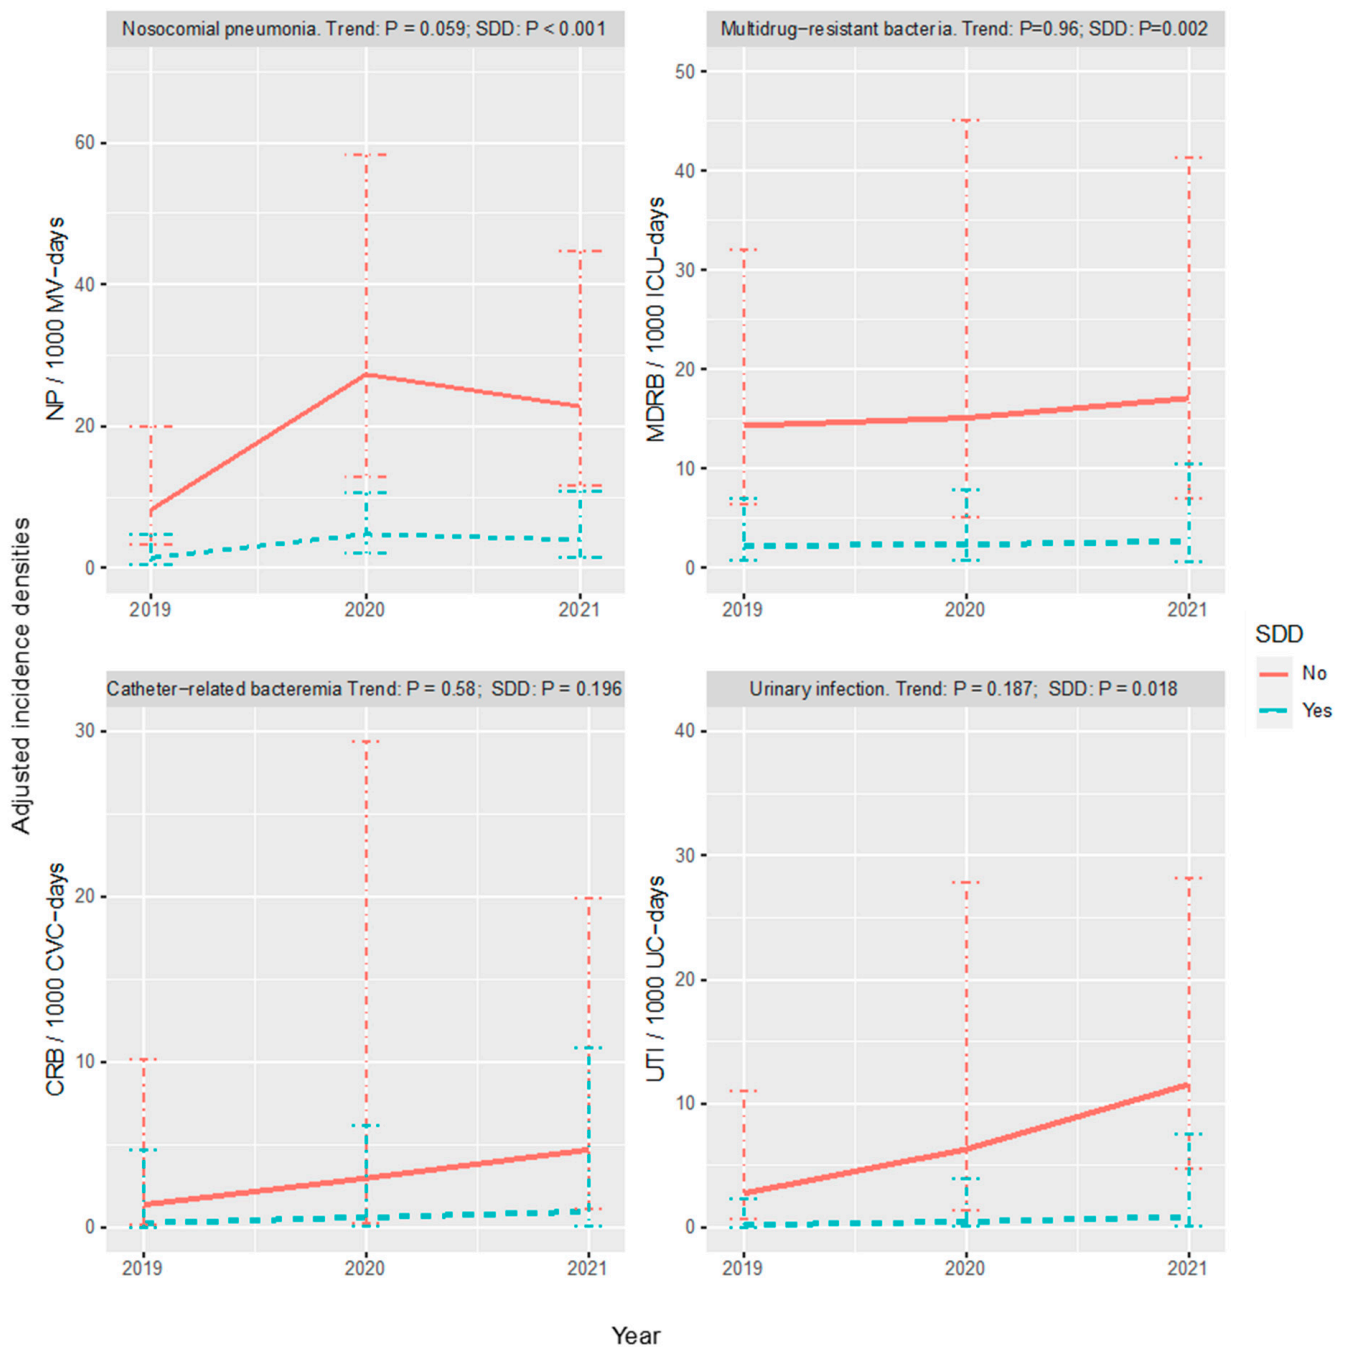 Nosocomial pneumonia. Trend: P = 0.059; SDD: P < 0.001
Multidrug-resistant bacteria. Trend: P=0.96; SDD: P=0.002
NP / 1000 MV-days
60
40
20
0
2019
2020
2021
MDRB / 1000 ICU-days
50
40
30
20
10
0
2019
2020
2021
Adjusted incidence densities
SDD
No
Yes
Catheter-related bacteremia Trend: P = 0.58; SDD: P = 0.196
Urinary infection. Trend: P = 0.187; SDD: P = 0.018
CRB / 1000 CVC-days
30
20
10
0
2019
2020
2021
UTI / 1000 UC-days
40
30
20
10
0
2019
2020
2021
Year